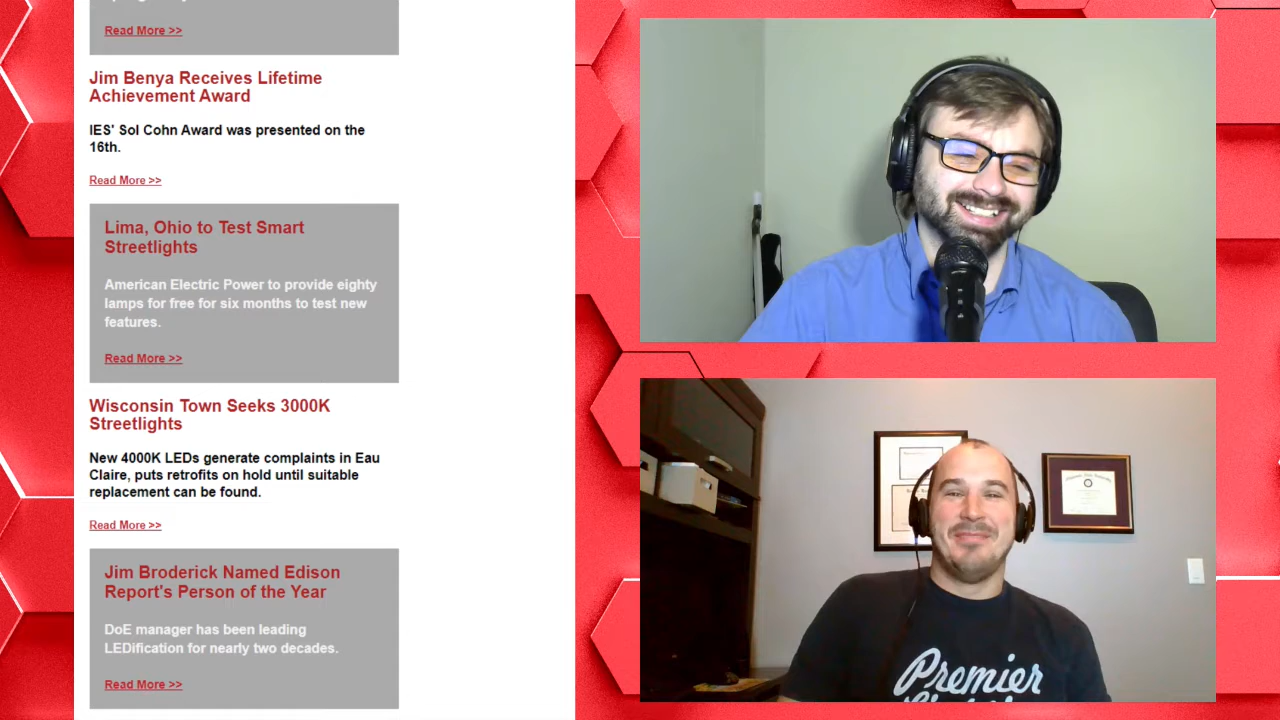 Read More >>
Jim Benya Receives Lifetime
Achievement Award
IES' Sol Cohn Award was presented on the
16th.
Read More >>
Lima, Ohio to Test Smart
Streetlights
American Electric Power to provide eighty
lamps for free for six months to test new
features.
Read More >>
Wisconsin Town Seeks 3000K
Streetlights
New 4000K LEDs generate complaints in Eau
Claire, puts retrofits on hold until suitable
replacement can be found.
Read More >>
Jim Broderick Named Edison
Report's Person of the Year
DoE manager has been leading
LEDification for nearly two decades.
Read More >>
Premier